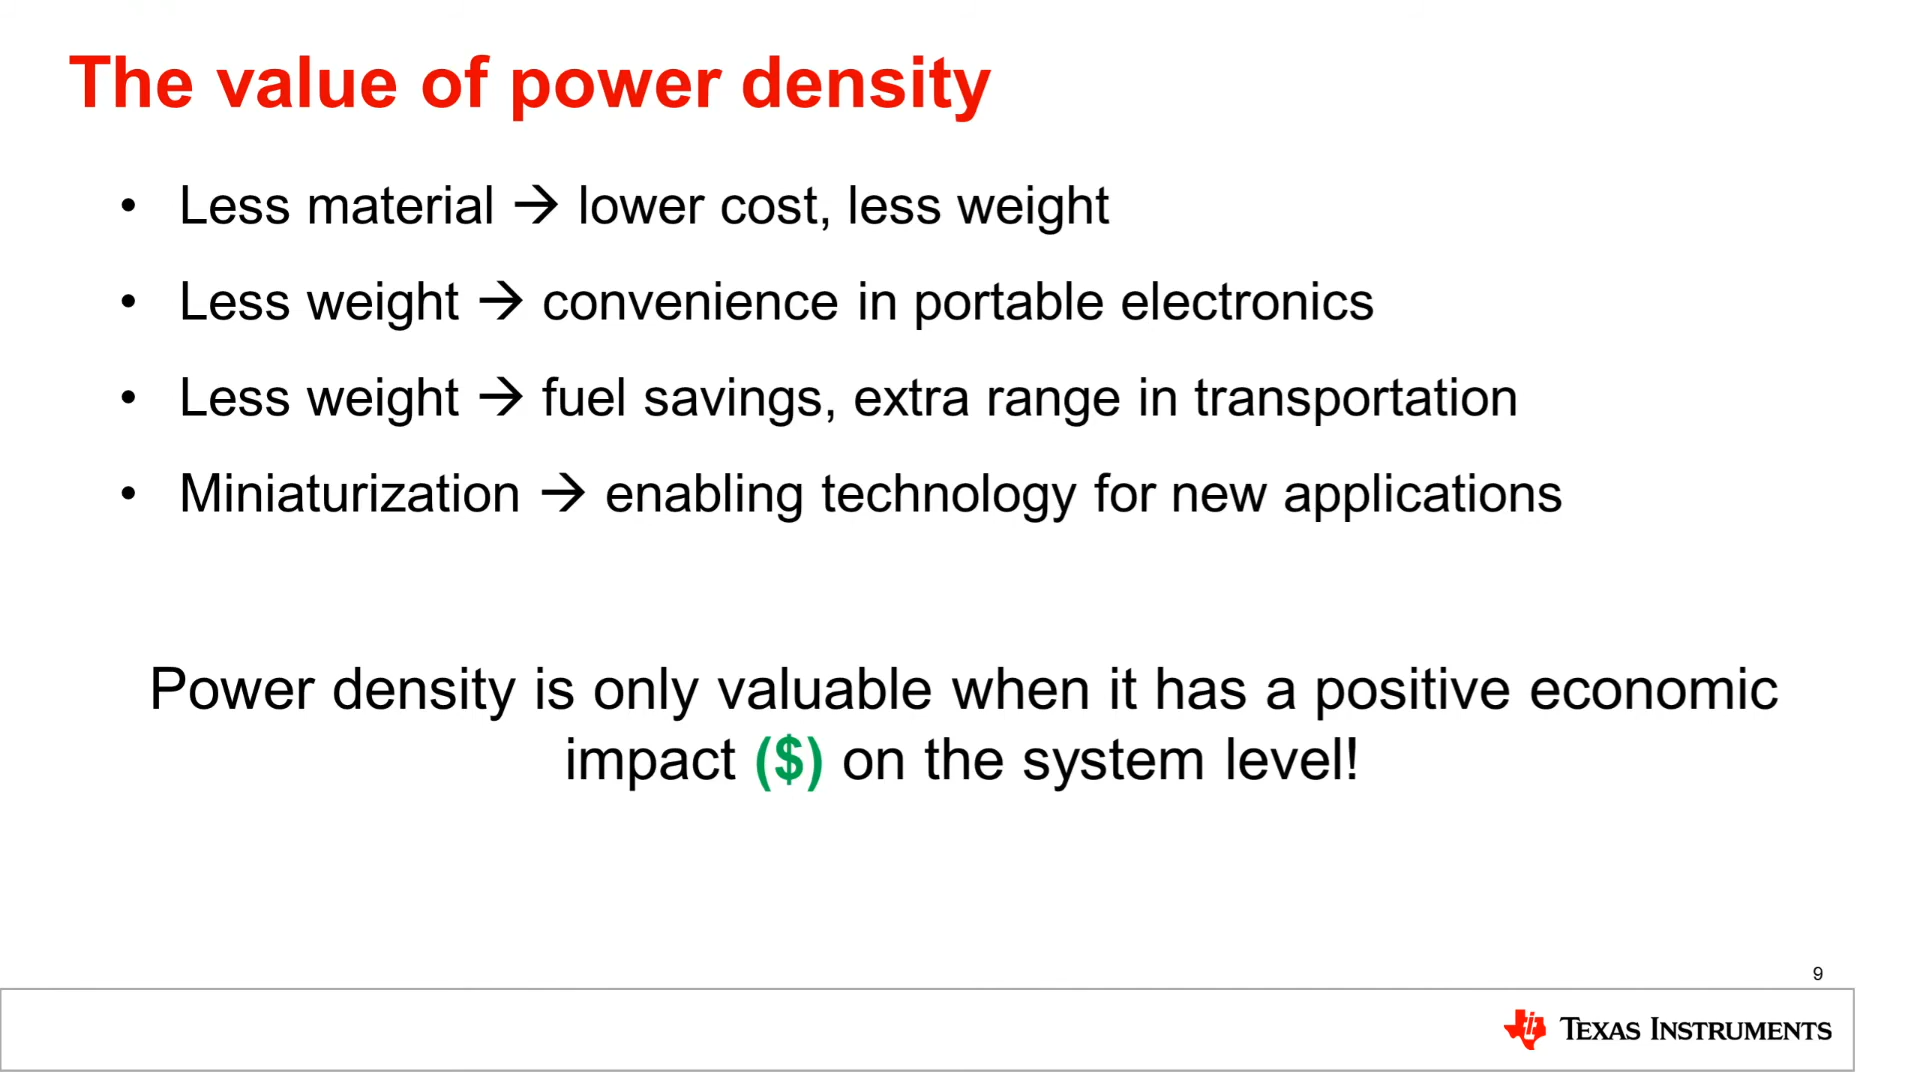 The value of power density
• Less material → lower cost, less weight
• Less weight → convenience in portable electronics
• Less weight → fuel savings, extra range in transportation
• Miniaturization → enabling technology for new applications
Power density is only valuable when it has a positive economic
impact ($) on the system level!
9
TEXAS INSTRUMENTS